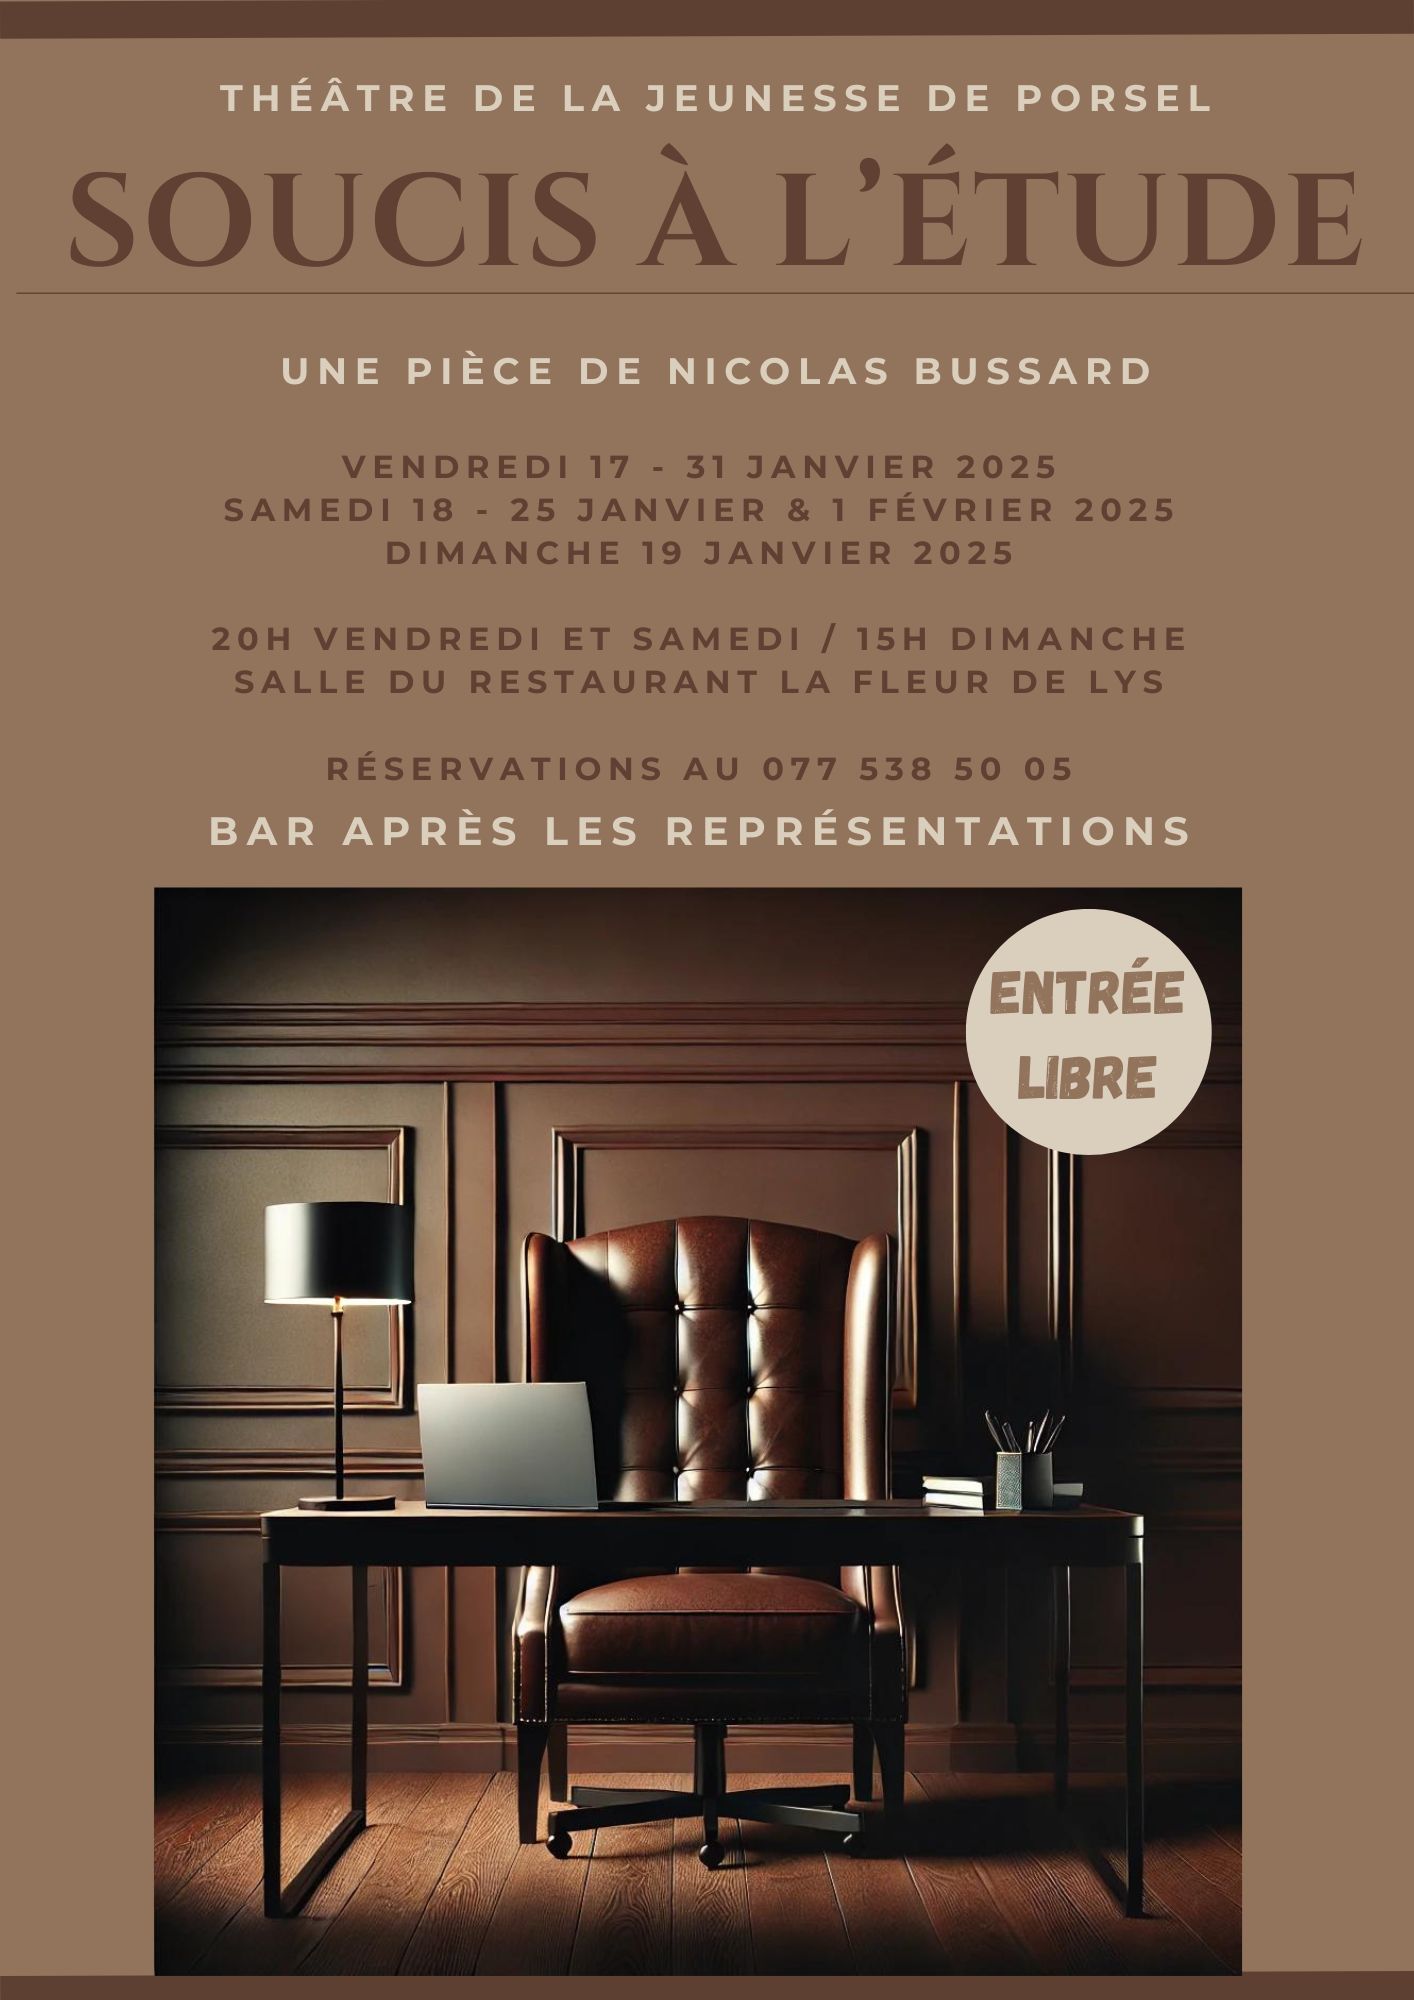 THÉÂTRE DE LA JEUNESSE DE PORSEL
SOUCIS À L'ÉTUDE
UNE PIÈCE DE NICOLAS BUSSARD
VENDREDI 17 - 31 JANVIER 2025
SAMEDI 18 - 25 JANVIER & 1 FÉVRIER 2025
DIMANCHE 19 JANVIER 2025
20H VENDREDI ET SAMEDI / 15H DIMANCHE
SALLE DU RESTAURANT LA FLEUR DE LYS
RÉSERVATIONS AU 077 538 50 05
BAR APRÈS LES REPRÉSENTATIONS
ENTRÉE
LIBRE